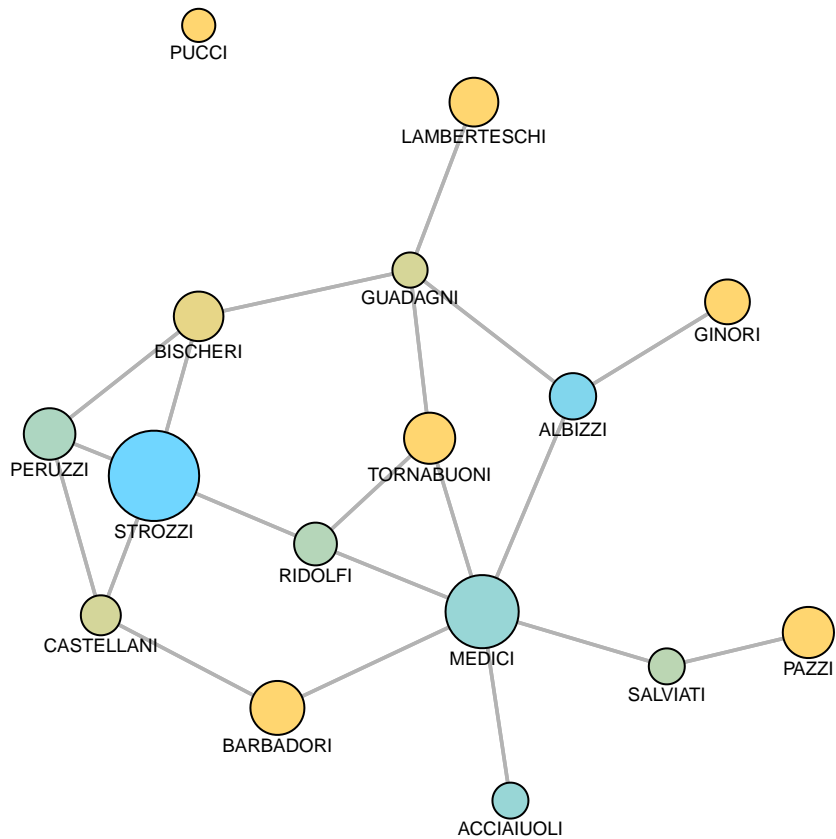 PUCCI
LAMBERTESCHI
GUADAGNI
GINORI
BISCHERI
ALBIZZI
PERUZZI
TORNABUONI
STROZZI
RIDOLFI
CASTELLANI
MEDICI
PAZZI
SALVIATI
BARBADORI
ACCIAIUOLI